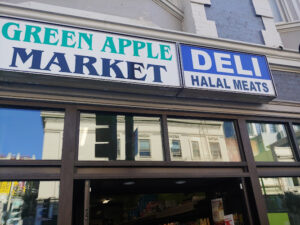 GREEN APPLE
MARKET
DELI
HALAL MEATS